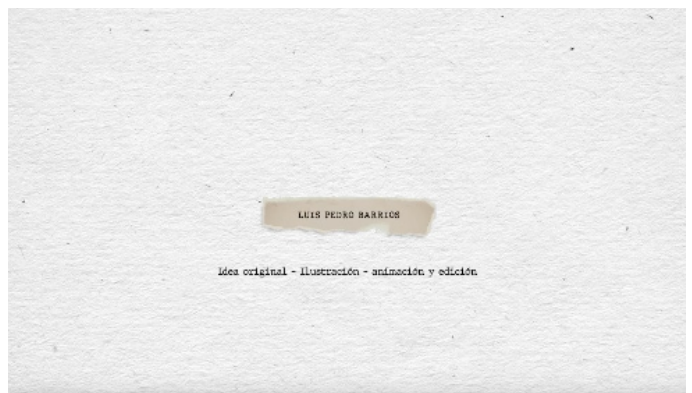 LUIS PEDRO BARRIOS
Idea original - Ilustración - animación y edición